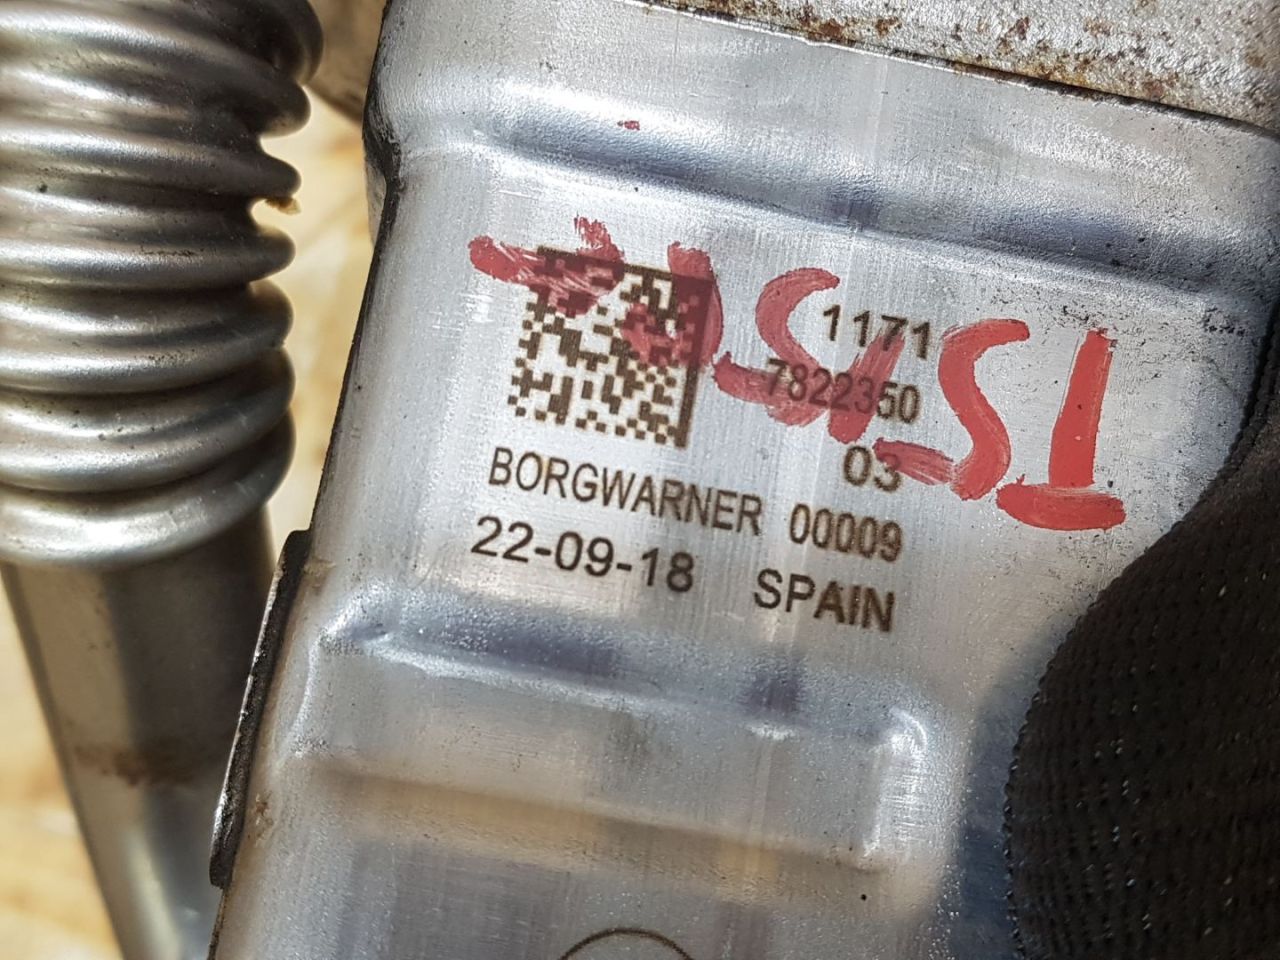 1171
7822350
03
BORGWARNER 00009
22-09-18 SPAIN